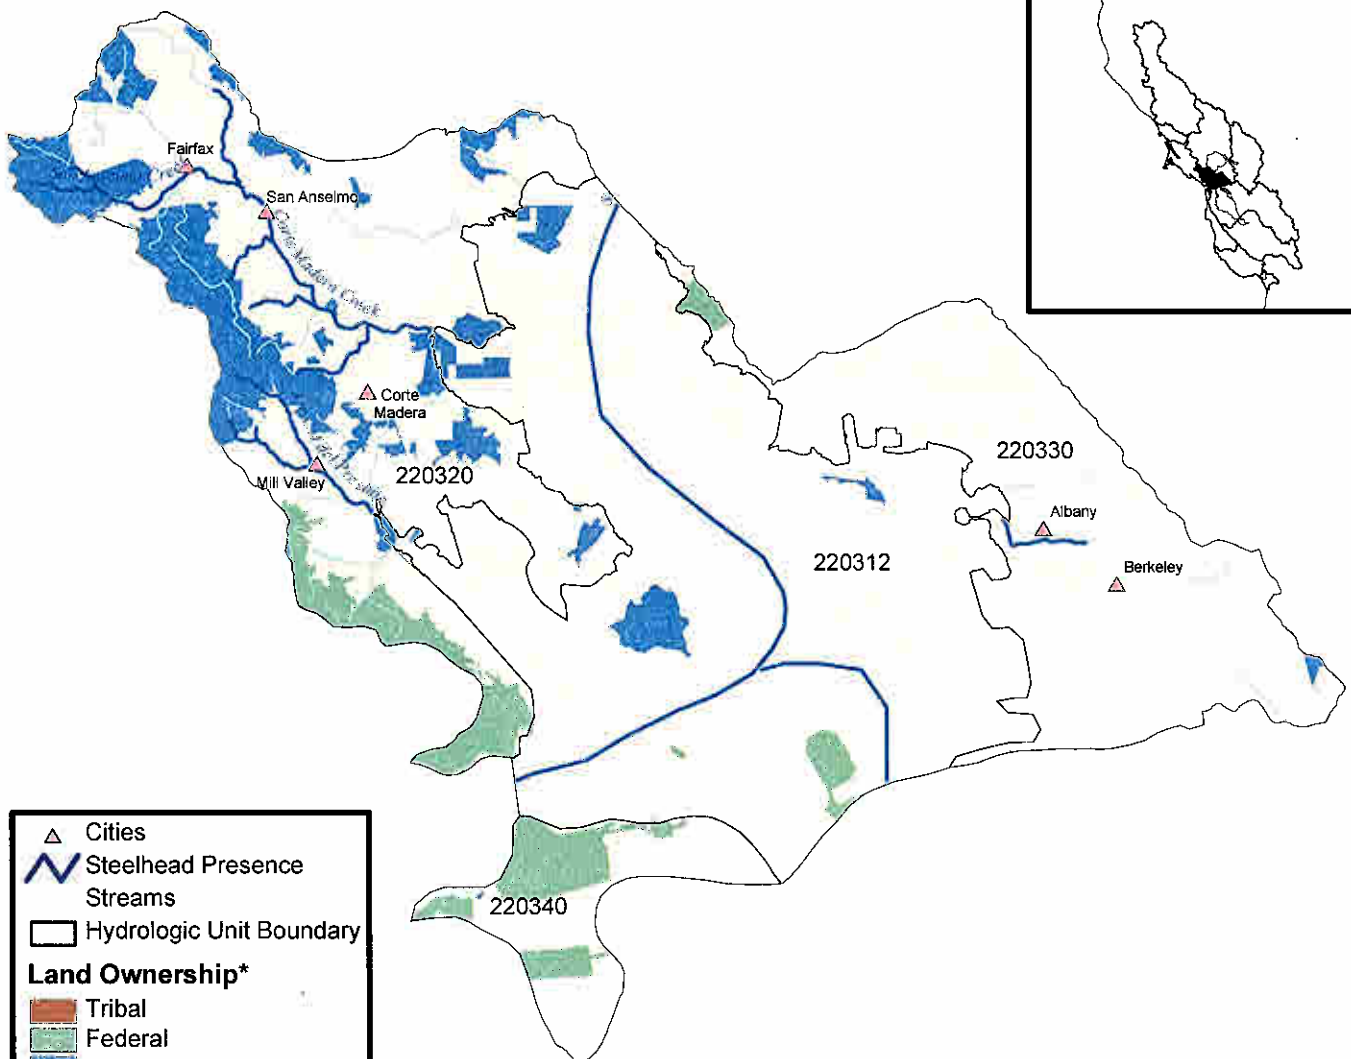 Fairfax
San Anselmo
Corte Madera Creek
Corte
Madera
220320
Mill Valley
220330
Albany
220312
Berkeley
220340
Cities
Steelhead Presence
Streams
Hydrologic Unit Boundary
Land Ownership*
Tribal
Federal